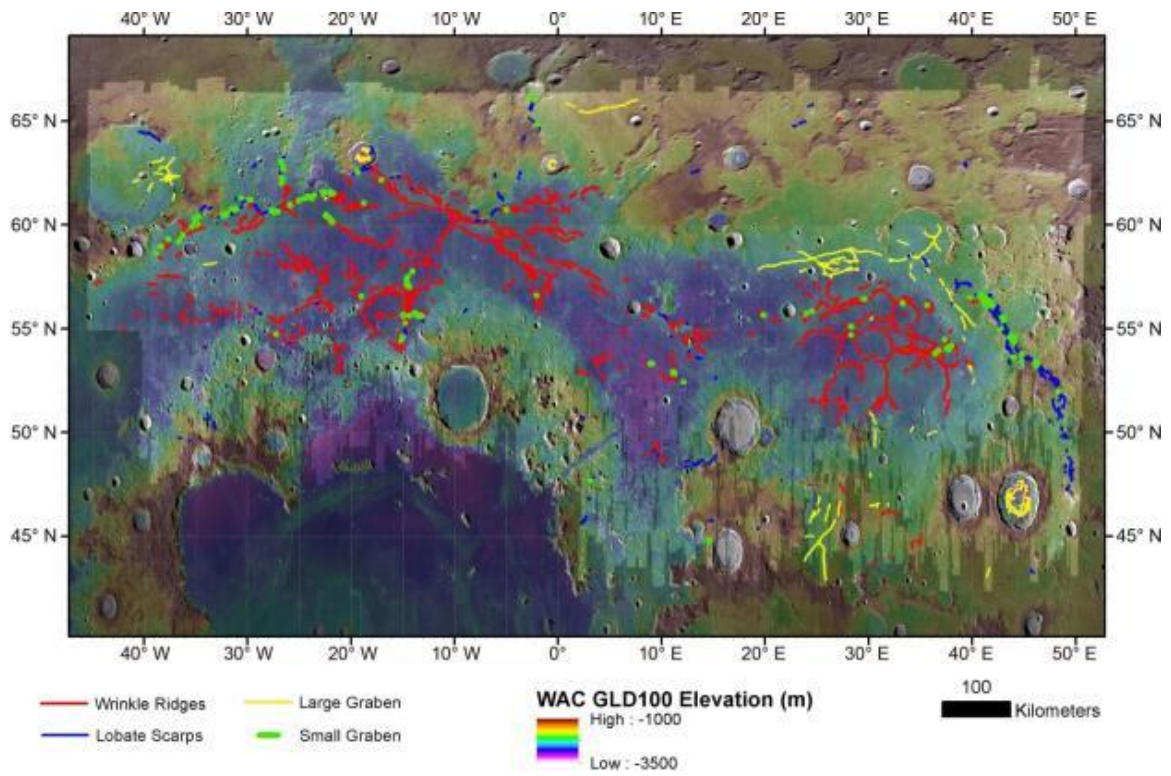 40° W 30° W 20° W 10° W 0° 10° E 20° E 30° E 40° E 50° E
65° N 65° N
60° N 60° N
55° N 55° N
50° N 50° N
45° N 45° N
40° W 30° W 20° W 10° W 0° 10° E 20° E 30° E 40° E 50° E
Wrinkle Ridges Large Graben WAC GLD100 Elevation (m) 100
Lobate Scarps Small Graben High : -1000 Kilometers
Low : -3500